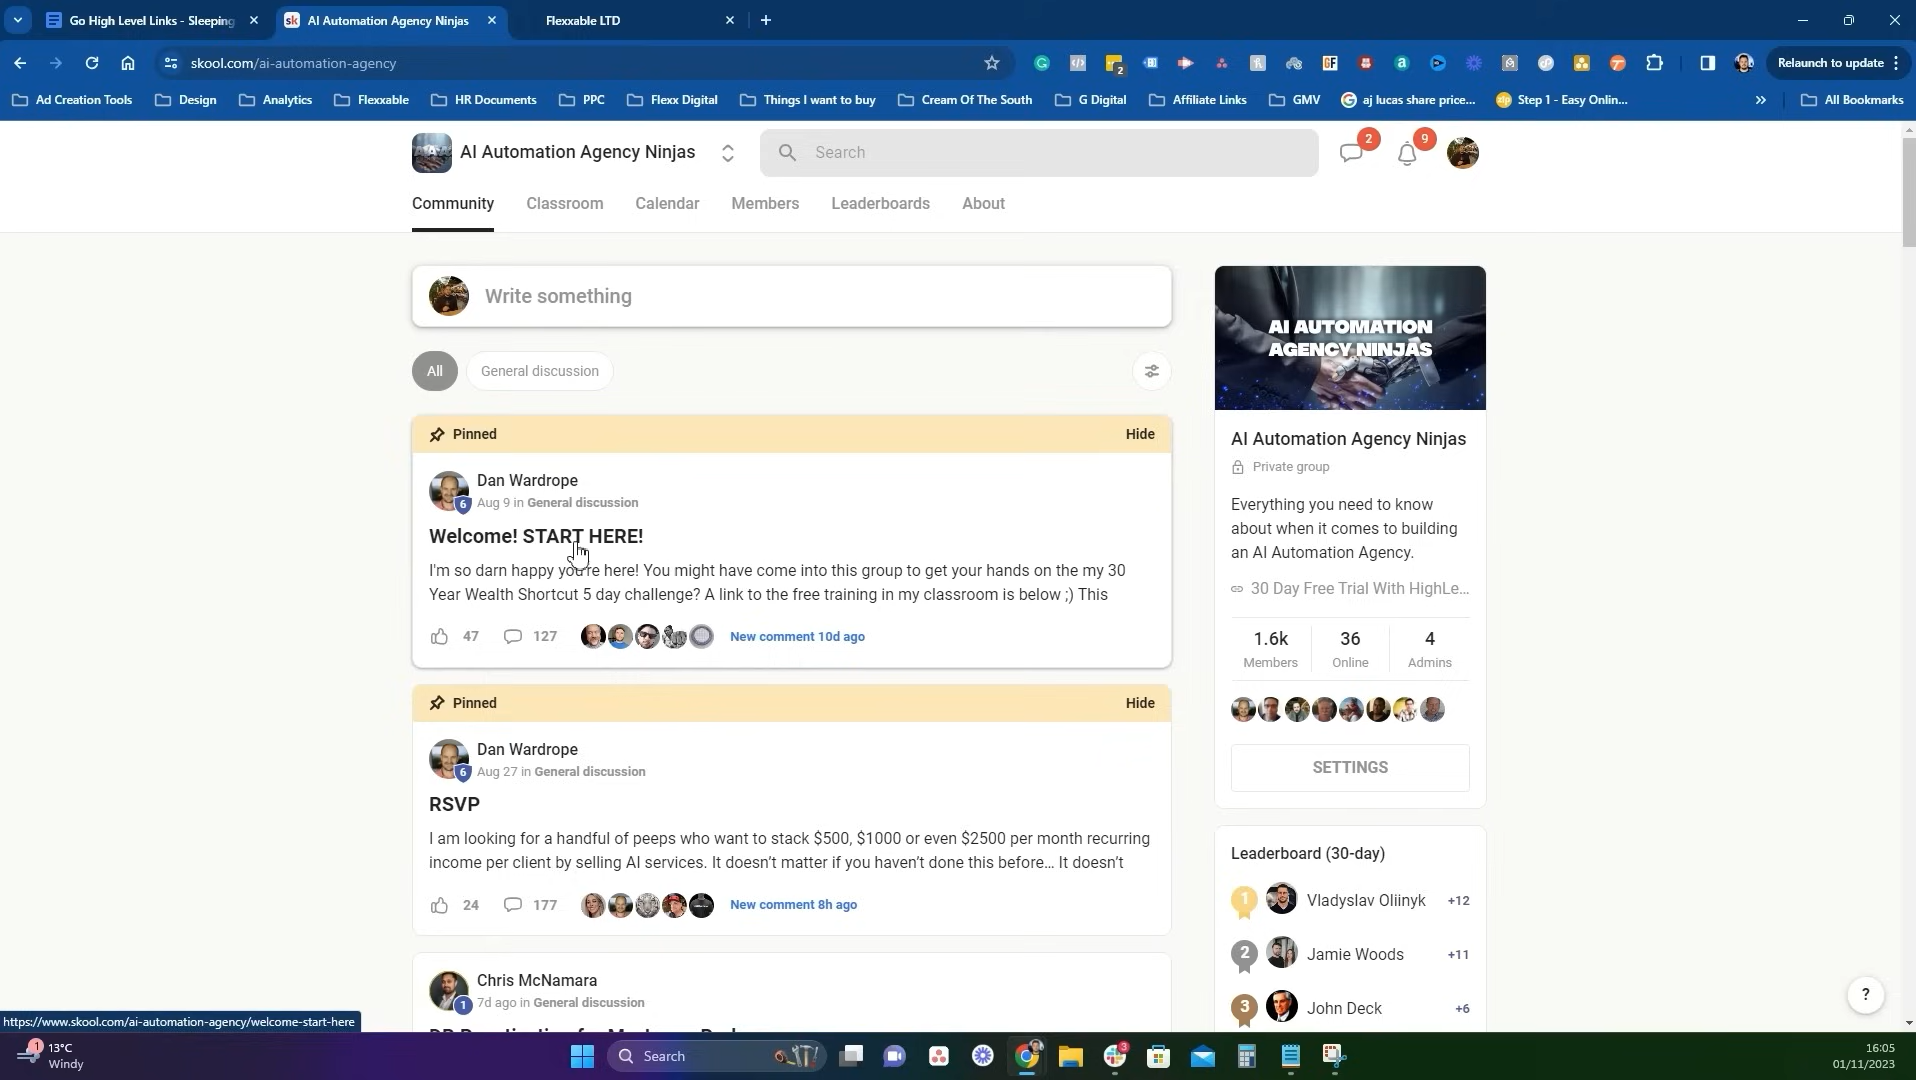 Go High Level Links - Sleeping
AI Automation Agency Ninjas
Flexxable LTD
skool.com/ai-automation-agency
2
Relaunch to update
Ad Creation Tools
Design
Analytics
Flexxable
HR Documents
PPC
Flexx Digital
Things I want to buy
Cream Of The South
G Digital
Affiliate Links
GMV
aj lucas share price...
Step 1 - Easy Onlin...
All Bookmarks
AI Automation Agency Ninjas
Search
2
9
Community
Classroom
Calendar
Members
Leaderboards
About
Write something
All
General discussion
Pinned
Hide
Dan Wardrope
6
Aug 9 in General discussion
Welcome! START HERE!
I'm so darn happy you're here! You might have come into this group to get your hands on the my 30
Year Wealth Shortcut 5 day challenge? A link to the free training in my classroom is below ;) This
47
127
New comment 10d ago
Pinned
Hide
Dan Wardrope
6
Aug 27 in General discussion
RSVP
I am looking for a handful of peeps who want to stack $500, $1000 or even $2500 per month recurring
income per client by selling AI services. It doesn't matter if you haven't done this before... It doesn't
24
177
New comment 8h ago
Chris McNamara
1
7d ago in General discussion
AI AUTOMATION
AGENCY NINJAS
AI Automation Agency Ninjas
Private group
Everything you need to know
about when it comes to building
an AI Automation Agency.
30 Day Free Trial With HighLe...
1.6k
36
4
Members
Online
Admins
SETTINGS
Leaderboard (30-day)
1
Vladyslav Oliinyk
+12
2
Jamie Woods
+11
3
John Deck
+6
?
https://www.skool.com/ai-automation-agency/welcome-start-here
1
13°C
Windy
Search
3
16:05
01/11/2023